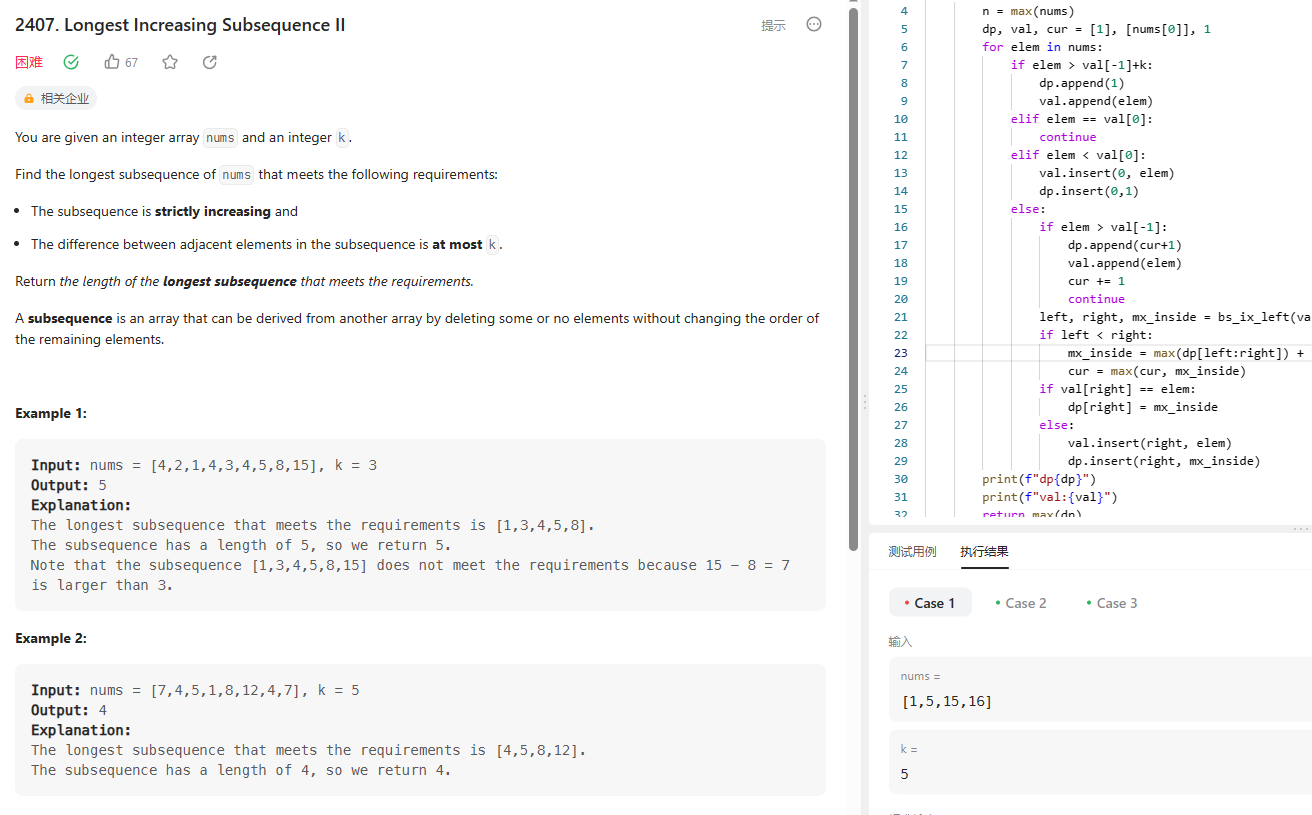 2407. Longest Increasing Subsequence II
提示
困难
67
相关企业
You are given an integer array nums and an integer k.
Find the longest subsequence of nums that meets the following requirements:
• The subsequence is strictly increasing and
• The difference between adjacent elements in the subsequence is at most k.
Return the length of the longest subsequence that meets the requirements.
A subsequence is an array that can be derived from another array by deleting some or no elements without changing the order of
the remaining elements.
Example 1:
Input: nums = [4,2,1,4,3,4,5,8,15], k = 3
Output: 5
Explanation:
The longest subsequence that meets the requirements is [1,3,4,5,8].
The subsequence has a length of 5, so we return 5.
Note that the subsequence [1,3,4,5,8,15] does not meet the requirements because 15 - 8 = 7
is larger than 3.
Example 2:
Input: nums = [7,4,5,1,8,12,4,7], k = 5
Output: 4
Explanation:
The longest subsequence that meets the requirements is [4,5,8,12].
The subsequence has a length of 4, so we return 4.
4 n = max(nums)
5 dp, val, cur = [1], [nums[0]], 1
6 for elem in nums:
7 if elem > val[-1]+k:
8 dp.append(1)
9 val.append(elem)
10 elif elem == val[0]:
11 continue
12 elif elem < val[0]:
13 val.insert(0, elem)
14 dp.insert(0,1)
15 else:
16 if elem > val[-1]:
17 dp.append(cur+1)
18 val.append(elem)
19 cur += 1
20 continue
21 left, right, mx_inside = bs_ix_left(va
22 if left < right:
23 mx_inside = max(dp[left:right]) +
24 cur = max(cur, mx_inside)
25 if val[right] == elem:
26 dp[right] = mx_inside
27 else:
28 val.insert(right, elem)
29 dp.insert(right, mx_inside)
30 print(f"dp{dp}")
31 print(f"val:{val}")
32 return max(dp)
测试用例 执行结果
• Case 1 • Case 2 • Case 3
输入
nums =
[1,5,15,16]
k =
5